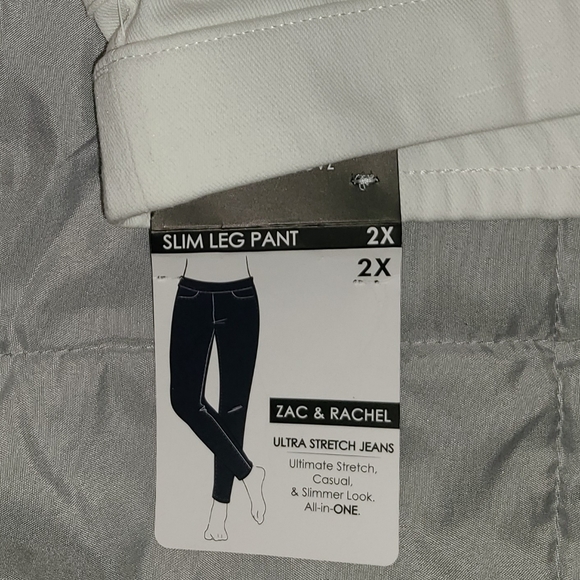 SLIM LEG PANT 2X
2X
ZAC & RACHEL
ULTRA STRETCH JEANS
Ultimate Stretch,
Casual,
& Slimmer Look.
All-in-ONE.